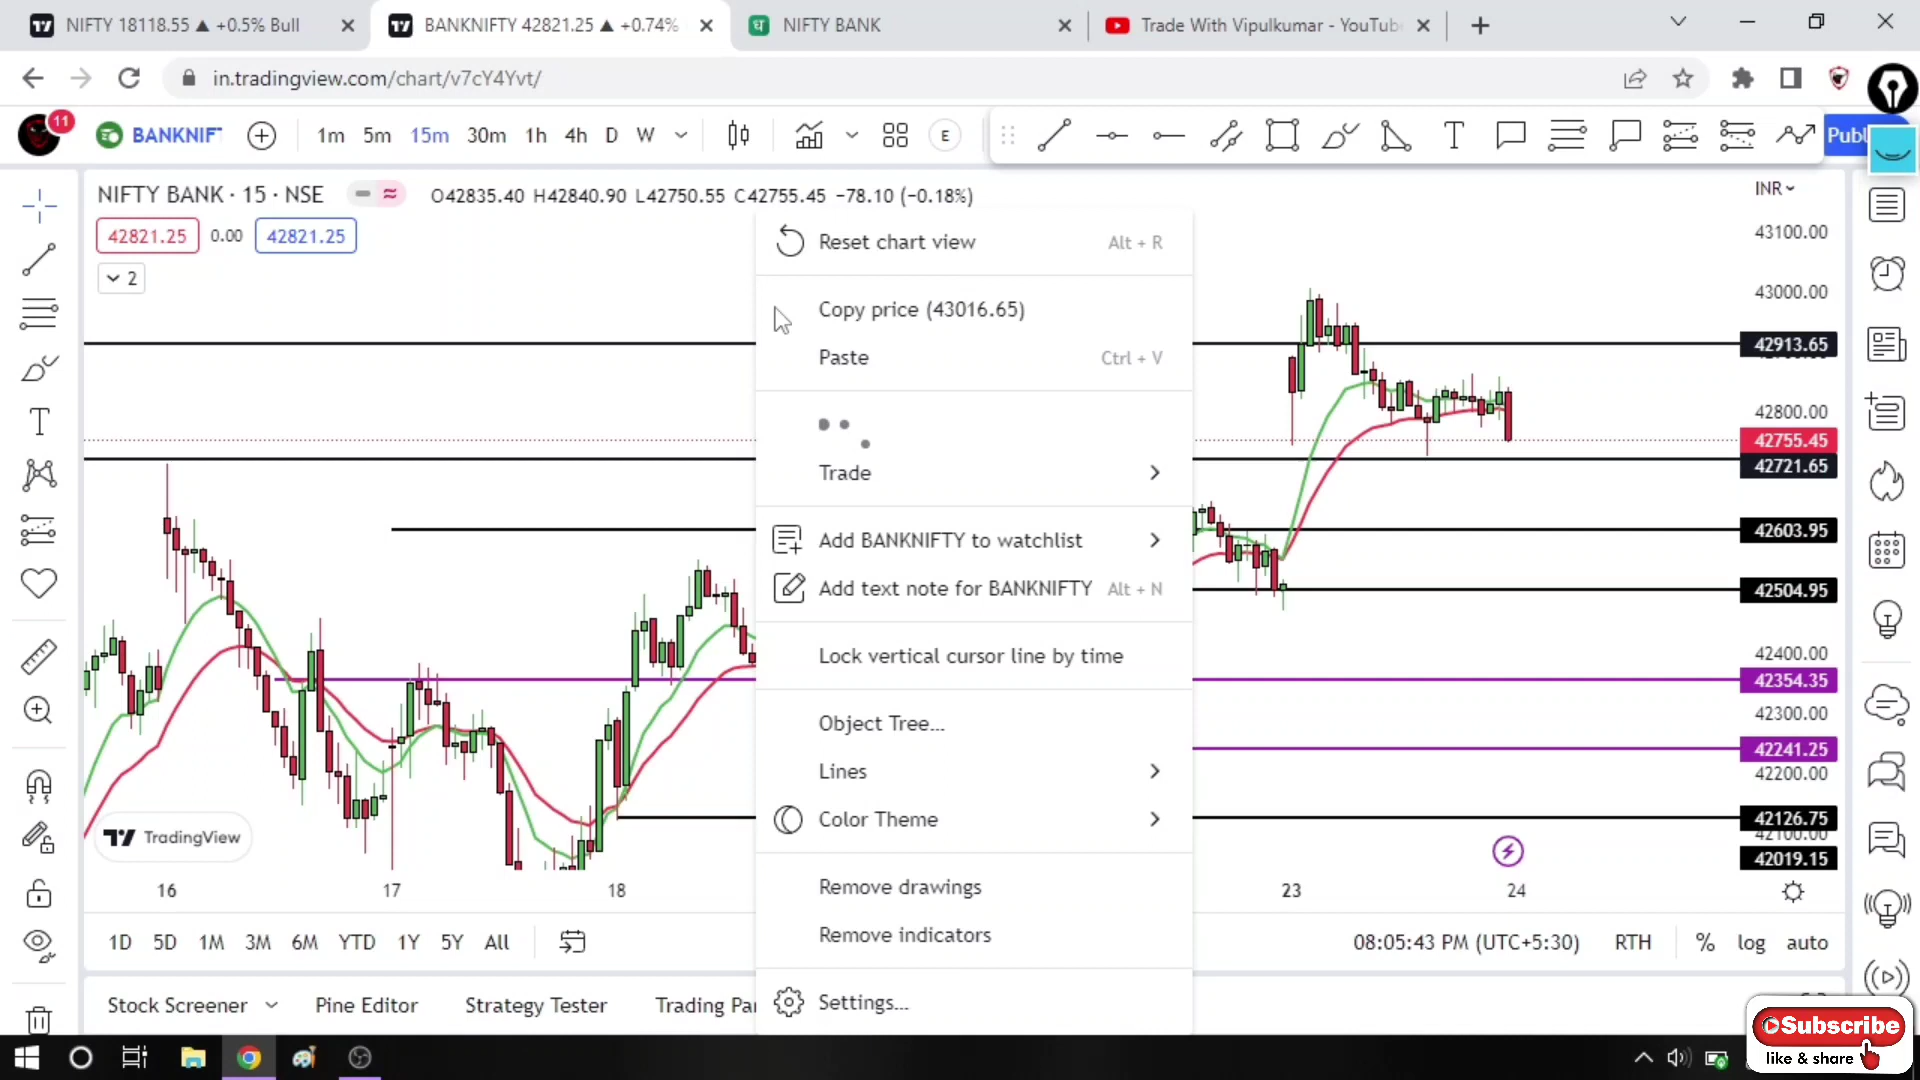 NIFTY 18118.55 ▲ +0.5% Bull
BANKNIFTY 42821.25 ▲ +0.74%
NIFTY BANK
Trade With Vipulkumar - YouTub
in.tradingview.com/chart/v7cY4Yvt/
11
BANKNIF
1m 5m 15m 30m 1h 4h D W
E
T
Publ
NIFTY BANK · 15 · NSE
O42835.40 H42840.90 L42750.55 C42755.45 −78.10 (−0.18%)
INR
42821.25 0.00 42821.25
2
Reset chart view Alt + R
Copy price (43016.65)
Paste Ctrl + V
Trade
Add BANKNIFTY to watchlist
Add text note for BANKNIFTY Alt + N
Lock vertical cursor line by time
Object Tree...
Lines
Color Theme
Remove drawings
Remove indicators
Settings...
43100.00
43000.00
42913.65
42800.00
42755.45
42721.65
42603.95
42504.95
42400.00
42354.35
42300.00
42241.25
42200.00
42126.75
42100.00
42019.15
TradingView
16 17 18 23 24
1D 5D 1M 3M 6M YTD 1Y 5Y All
08:05:43 PM (UTC+5:30) RTH % log auto
Stock Screener Pine Editor Strategy Tester Trading Pa
Subscribe
like & share